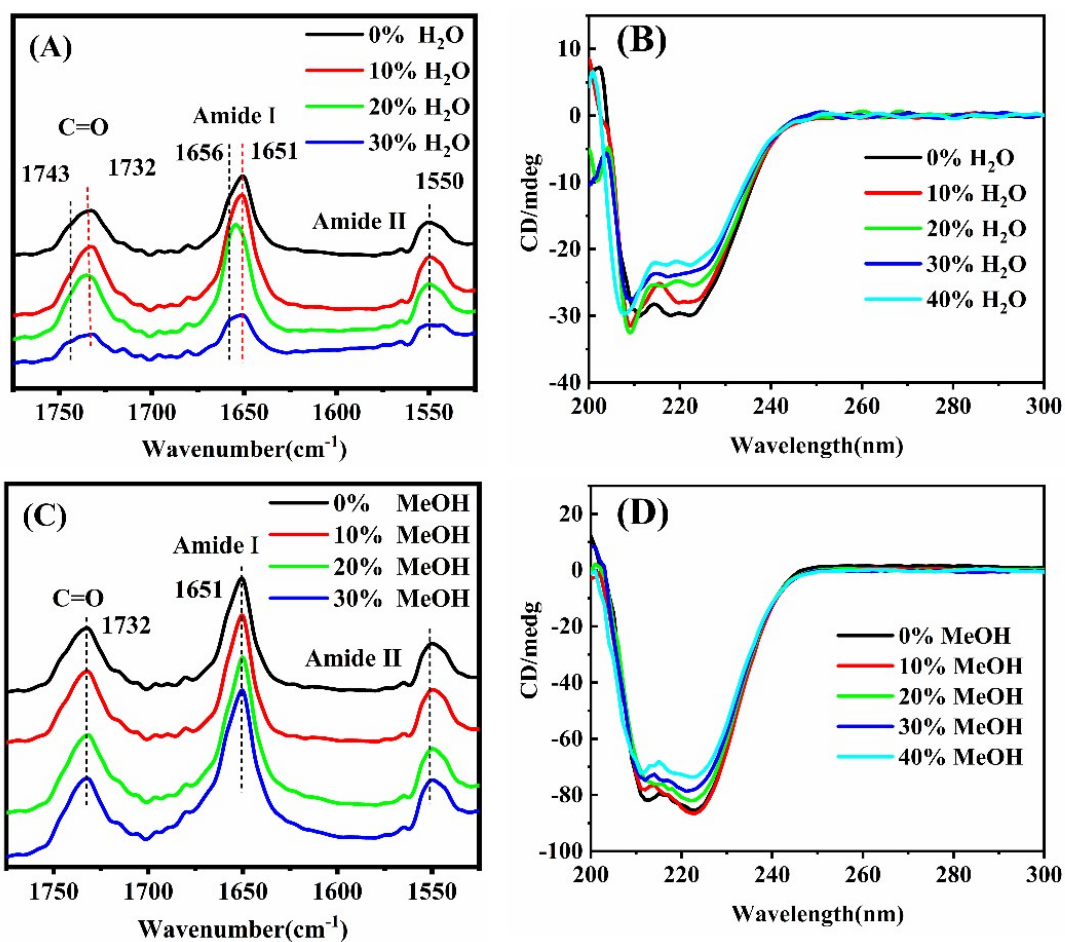 (A)
0% H₂O
10% H₂O
20% H₂O
30% H₂O
Amide I
C=O
1656 1651
1743 1732
1550
Amide II
1750 1700 1650 1600 1550
Wavenumber(cm⁻¹)
(B)
10
0
-10
-20
-30
-40
CD/mdeg
0% H₂O
10% H₂O
20% H₂O
30% H₂O
40% H₂O
200 220 240 260 280 300
Wavelength(nm)
(C)
0% MeOH
10% MeOH
20% MeOH
30% MeOH
Amide I
1651
C=O
1732
Amide II
1750 1700 1650 1600 1550
Wavenumber(cm⁻¹)
(D)
20
0
-20
-40
-60
-80
-100
CD/medg
0% MeOH
10% MeOH
20% MeOH
30% MeOH
40% MeOH
200 220 240 260 280 300
Wavelength(nm)